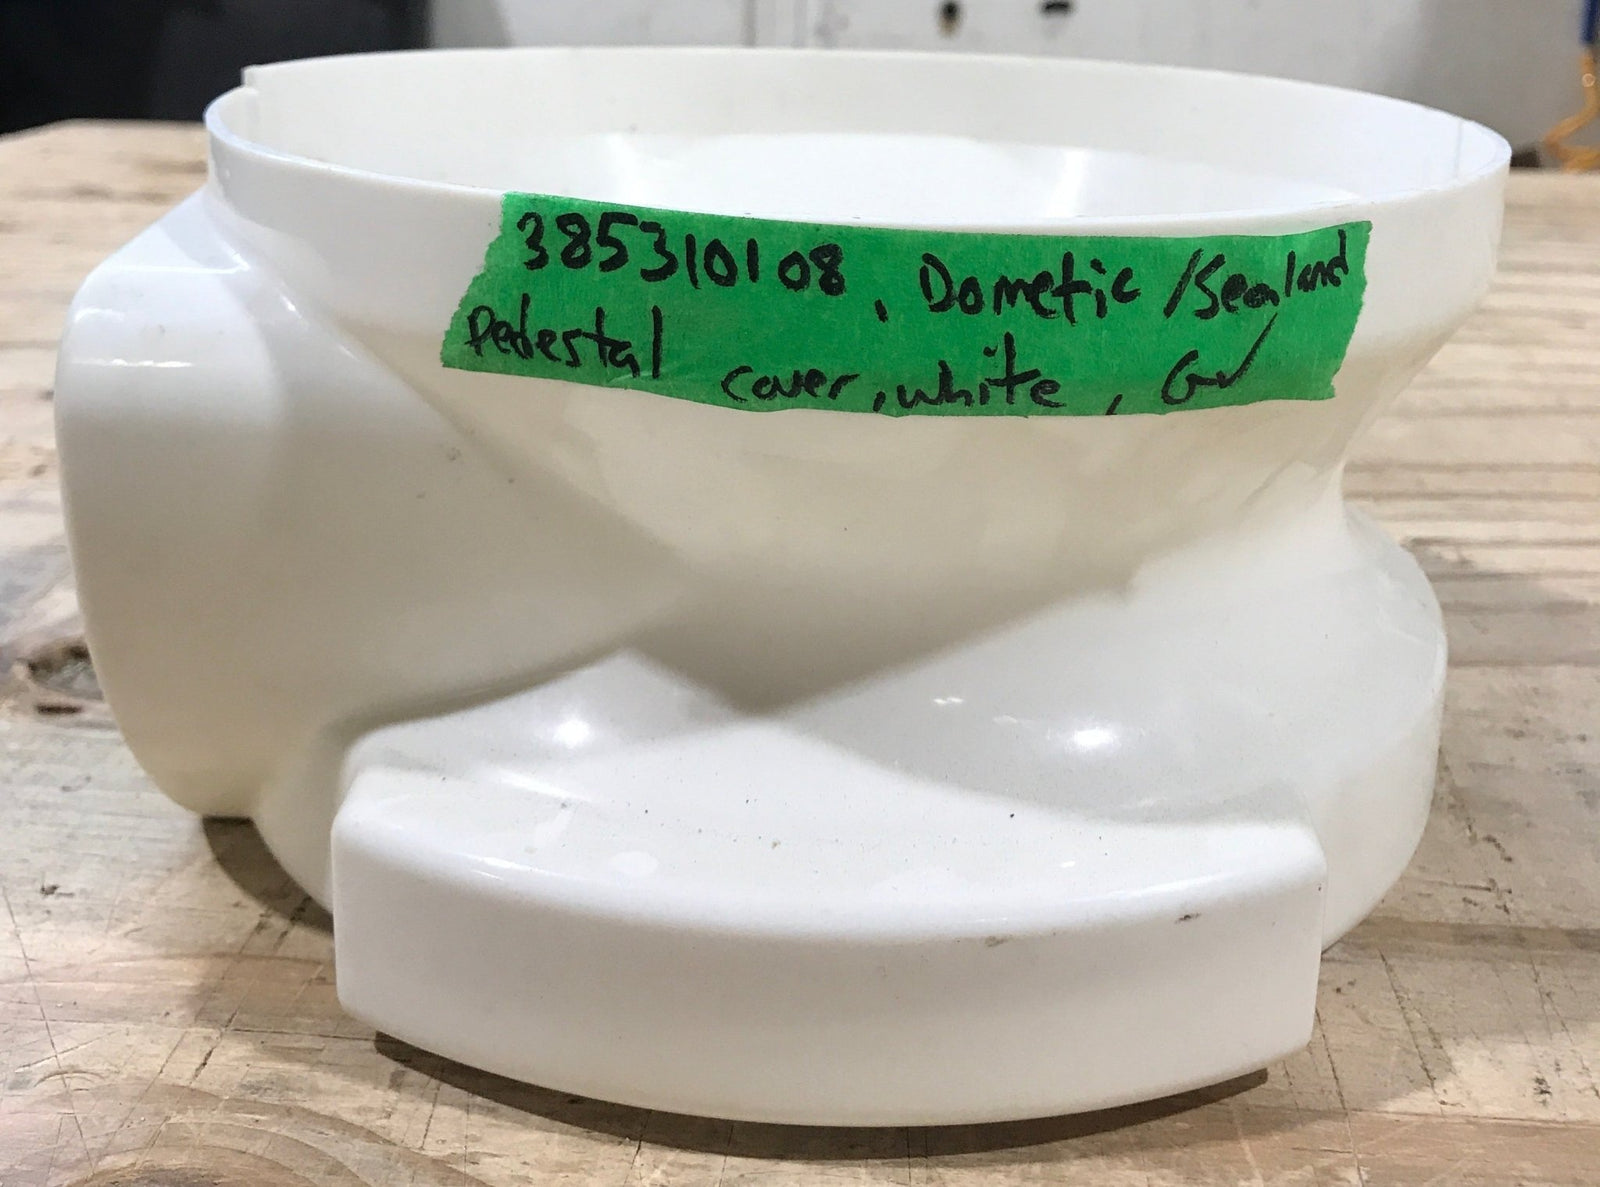 385310108, Dometic /Sealand
Pedestal cover, white, G✓